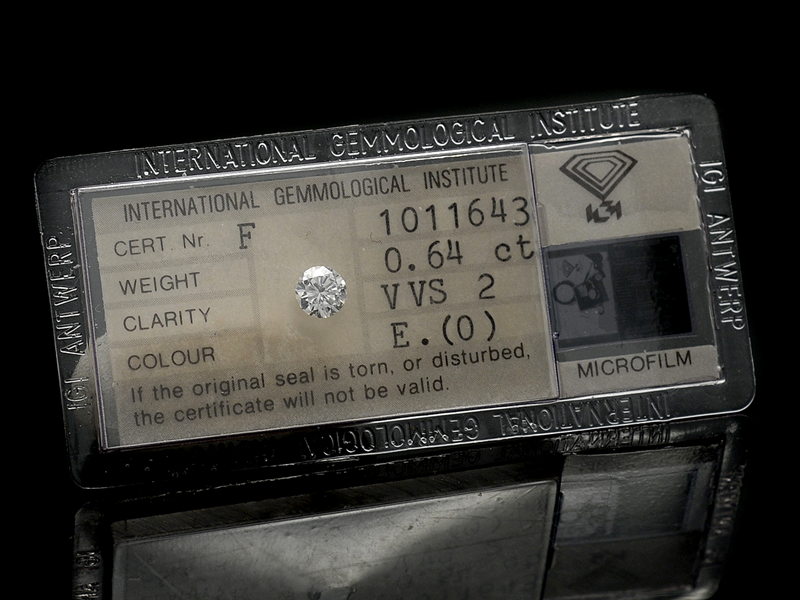 INTERNATIONAL GEMMOLOGICAL INSTITUTE
INTERNATIONAL GEMMOLOGICAL INSTITUTE
CERT. Nr. F 1011643
WEIGHT 0.64 ct
CLARITY VVS 2
COLOUR E.(0)
If the original seal is torn, or disturbed,
the certificate will not be valid.
IGI
MICROFILM
IGI ANTWERP
IGI ANTWERP
INTERNATIONAL GEMMOLOGICAL